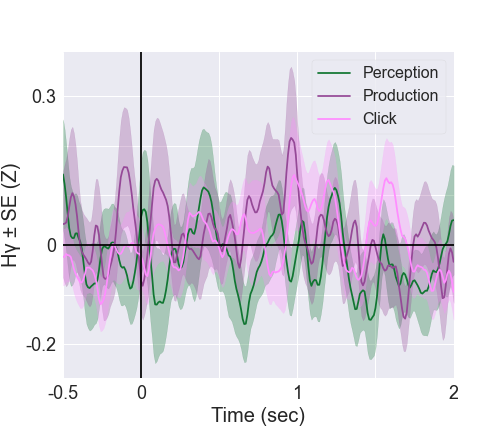 Perception
Production
Click
0.3
0
-0.2
Hγ ± SE (Z)
-0.5
0
1
2
Time (sec)